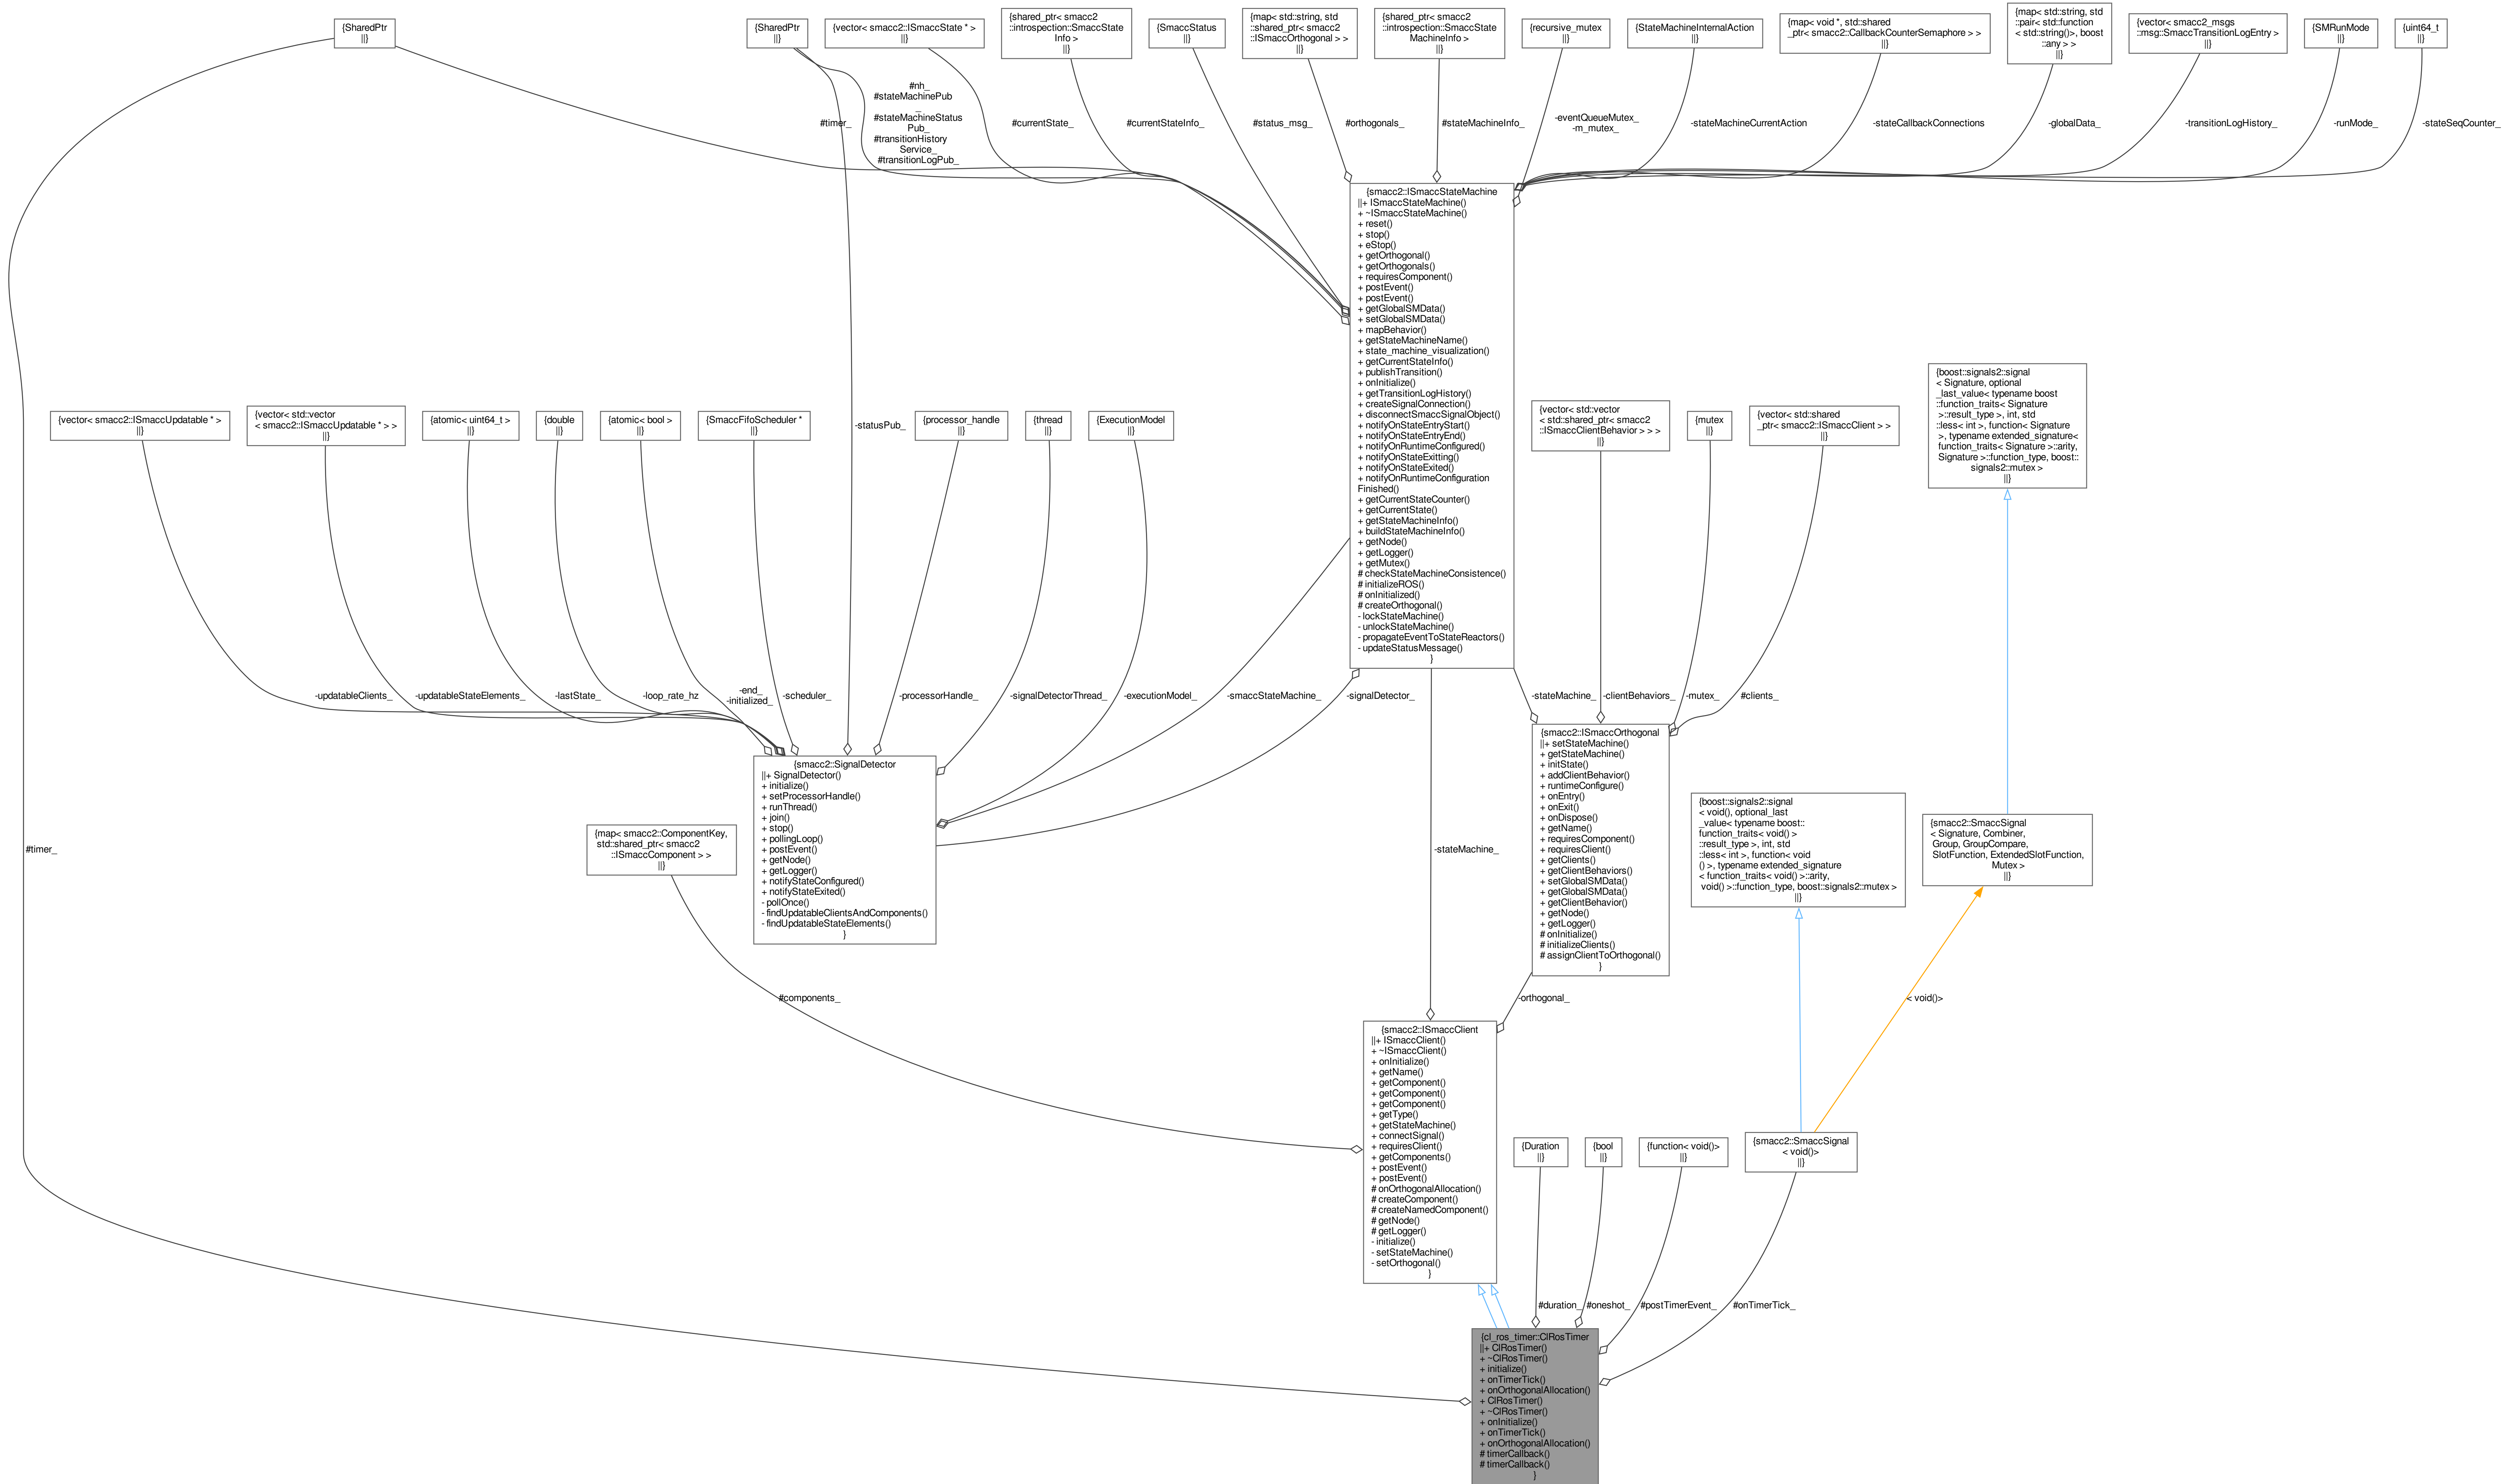 {SharedPtr
||}
{SharedPtr
||}
{vector< smacc2::ISmaccState * >
||}
{shared_ptr< smacc2
::introspection::SmaccState
Info >
||}
{SmaccStatus
||}
{map< std::string, std
::shared_ptr< smacc2
::ISmaccOrthogonal > >
||}
{shared_ptr< smacc2
::introspection::SmaccState
MachineInfo >
||}
{recursive_mutex
||}
{StateMachineInternalAction
||}
{map< void *, std::shared
_ptr< smacc2::CallbackCounterSemaphore > >
||}
{map< std::string, std
::pair< std::function
< std::string()>, boost
::any > >
||}
{vector< smacc2_msgs
::msg::SmaccTransitionLogEntry >
||}
{SMRunMode
||}
{uint64_t
||}
#timer_
#nh_
#stateMachinePub
_
#stateMachineStatus
Pub_
#transitionHistory
Service_
#transitionLogPub_
#currentState_
#currentStateInfo_
#status_msg_
#orthogonals_
#stateMachineInfo_
-eventQueueMutex_
-m_mutex_
-stateMachineCurrentAction
-stateCallbackConnections
-globalData_
-transitionLogHistory_
-runMode_
-stateSeqCounter_
{smacc2::ISmaccStateMachine
||+ ISmaccStateMachine()
+ ~ISmaccStateMachine()
+ reset()
+ stop()
+ eStop()
+ getOrthogonal()
+ getOrthogonals()
+ requiresComponent()
+ postEvent()
+ postEvent()
+ getGlobalSMData()
+ setGlobalSMData()
+ mapBehavior()
+ getStateMachineName()
+ state_machine_visualization()
+ getCurrentStateInfo()
+ publishTransition()
+ onInitialize()
+ getTransitionLogHistory()
+ createSignalConnection()
+ disconnectSmaccSignalObject()
+ notifyOnStateEntryStart()
+ notifyOnStateEntryEnd()
+ notifyOnRuntimeConfigured()
+ notifyOnStateExitting()
+ notifyOnStateExited()
+ notifyOnRuntimeConfiguration
Finished()
+ getCurrentStateCounter()
+ getCurrentState()
+ getStateMachineInfo()
+ buildStateMachineInfo()
+ getNode()
+ getLogger()
+ getMutex()
# checkStateMachineConsistence()
# initializeROS()
# onInitialized()
# createOrthogonal()
- lockStateMachine()
- unlockStateMachine()
- propagateEventToStateReactors()
- updateStatusMessage()
}
{vector< smacc2::ISmaccUpdatable * >
||}
{vector< std::vector
< smacc2::ISmaccUpdatable * > >
||}
{atomic< uint64_t >
||}
{double
||}
{atomic< bool >
||}
{SmaccFifoScheduler *
||}
-statusPub_
{processor_handle
||}
{thread
||}
{ExecutionModel
||}
{vector< std::vector
< std::shared_ptr< smacc2
::ISmaccClientBehavior > > >
||}
{mutex
||}
{vector< std::shared
_ptr< smacc2::ISmaccClient > >
||}
{boost::signals2::signal
< Signature, optional
_last_value< typename boost
::function_traits< Signature
>::result_type >, int, std
::less< int >, function< Signature
>, typename extended_signature<
function_traits< Signature >::arity,
Signature >::function_type, boost::
signals2::mutex >
||}
-updatableClients_
-updatableStateElements_
-lastState_
-loop_rate_hz
-end_
-initialized_
-scheduler_
-processorHandle_
-signalDetectorThread_
-executionModel_
-smaccStateMachine_
-signalDetector_
-stateMachine_
-clientBehaviors_
-mutex_
#clients_
{smacc2::SignalDetector
||+ SignalDetector()
+ initialize()
+ setProcessorHandle()
+ runThread()
+ join()
+ stop()
+ pollingLoop()
+ postEvent()
+ getNode()
+ getLogger()
+ notifyStateConfigured()
+ notifyStateExited()
- pollOnce()
- findUpdatableClientsAndComponents()
- findUpdatableStateElements()
}
{smacc2::ISmaccOrthogonal
||+ setStateMachine()
+ getStateMachine()
+ initState()
+ addClientBehavior()
+ runtimeConfigure()
+ onEntry()
+ onExit()
+ onDispose()
+ getName()
+ requiresComponent()
+ requiresClient()
+ getClients()
+ getClientBehaviors()
+ setGlobalSMData()
+ getGlobalSMData()
+ getClientBehavior()
+ getNode()
+ getLogger()
# onInitialize()
# initializeClients()
# assignClientToOrthogonal()
}
{boost::signals2::signal
< void(), optional_last
_value< typename boost::
function_traits< void() >
::result_type >, int, std
::less< int >, function< void
() >, typename extended_signature
< function_traits< void() >::arity,
void() >::function_type, boost::signals2::mutex >
||}
{smacc2::SmaccSignal
< Signature, Combiner,
Group, GroupCompare,
SlotFunction, ExtendedSlotFunction,
Mutex >
||}
{map< smacc2::ComponentKey,
std::shared_ptr< smacc2
::ISmaccComponent > >
||}
#timer_
-stateMachine_
#components_
-orthogonal_
< void()>
{smacc2::ISmaccClient
||+ ISmaccClient()
+ ~ISmaccClient()
+ onInitialize()
+ getName()
+ getComponent()
+ getComponent()
+ getComponent()
+ getType()
+ getStateMachine()
+ connectSignal()
+ requiresClient()
+ getComponents()
+ postEvent()
+ postEvent()
# onOrthogonalAllocation()
# createComponent()
# createNamedComponent()
# getNode()
# getLogger()
- initialize()
- setStateMachine()
- setOrthogonal()
}
{Duration
||}
{bool
||}
{function< void()>
||}
{smacc2::SmaccSignal
< void()>
||}
#duration_
#oneshot_
#postTimerEvent_
#onTimerTick_
{cl_ros_timer::ClRosTimer
||+ ClRosTimer()
+ ~ClRosTimer()
+ initialize()
+ onTimerTick()
+ onOrthogonalAllocation()
+ ClRosTimer()
+ ~ClRosTimer()
+ onInitialize()
+ onTimerTick()
+ onOrthogonalAllocation()
# timerCallback()
# timerCallback()
}